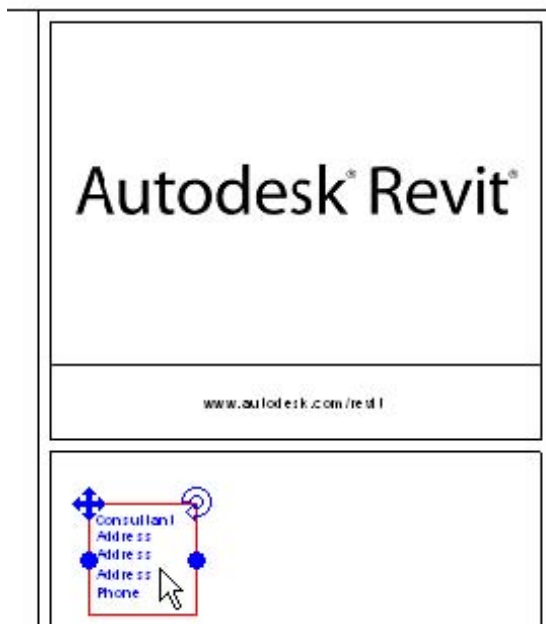 Autodesk® Revit®
www.autodesk.com/revit
Consultant
Address
Address
Address
Phone